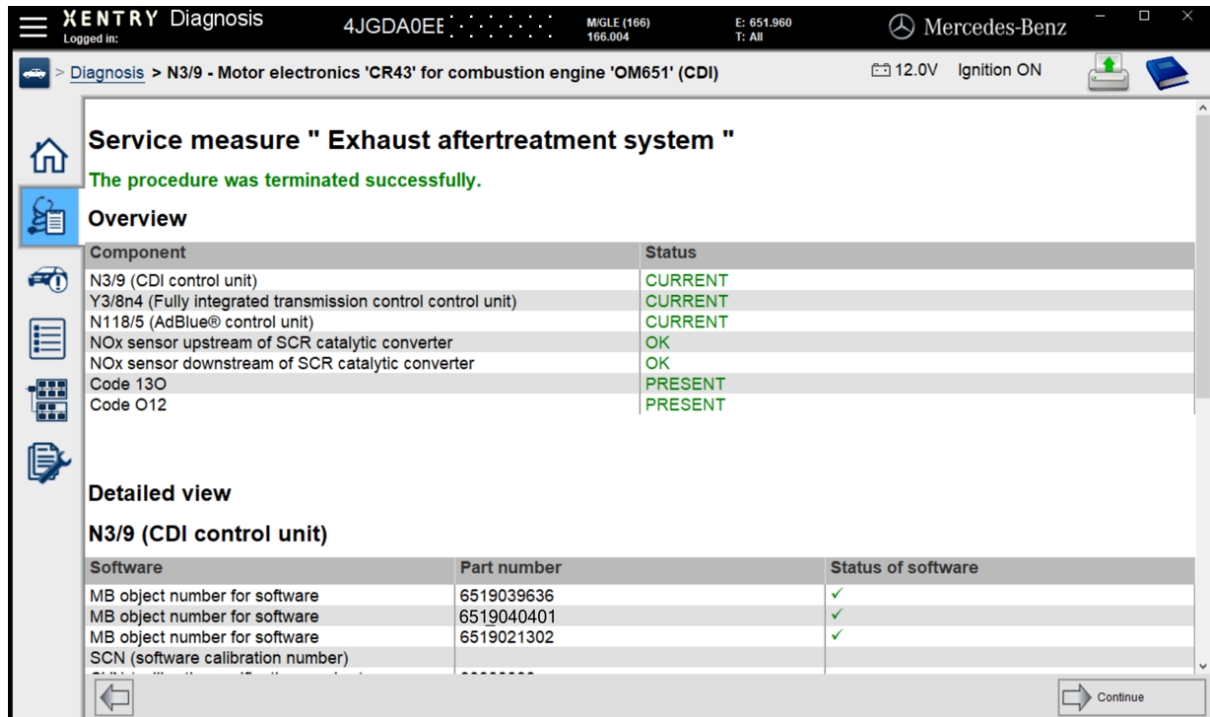 XENTRY Diagnosis
Logged in:
4JGDA0EE
M/GLE (166)
166.004
E: 651.960
T: All
Mercedes-Benz
> Diagnosis > N3/9 - Motor electronics 'CR43' for combustion engine 'OM651' (CDI)
12.0V Ignition ON
Service measure " Exhaust aftertreatment system "
The procedure was terminated successfully.
Overview
Component Status
N3/9 (CDI control unit) CURRENT
Y3/8n4 (Fully integrated transmission control control unit) CURRENT
N118/5 (AdBlue® control unit) CURRENT
NOx sensor upstream of SCR catalytic converter OK
NOx sensor downstream of SCR catalytic converter OK
Code 13O PRESENT
Code O12 PRESENT
Detailed view
N3/9 (CDI control unit)
Software Part number Status of software
MB object number for software 6519039636 ✓
MB object number for software 6519040401 ✓
MB object number for software 6519021302 ✓
SCN (software calibration number)
Continue